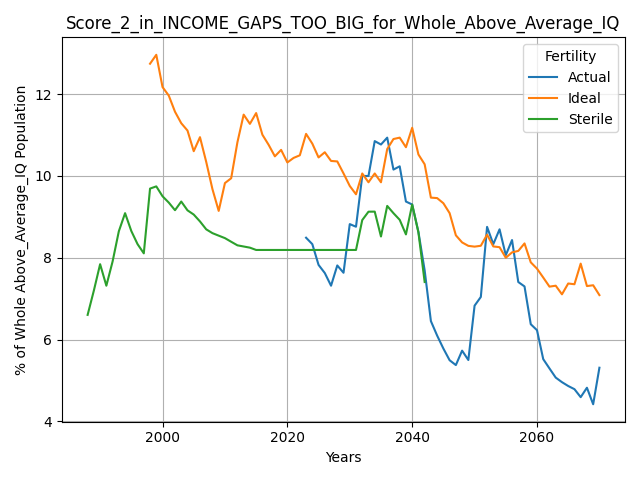 Score_2_in_INCOME_GAPS_TOO_BIG_for_Whole_Above_Average_IQ
Fertility
Actual
Ideal
Sterile
% of Whole Above_Average_IQ Population
12
10
8
6
4
2000
2020
2040
2060
Years